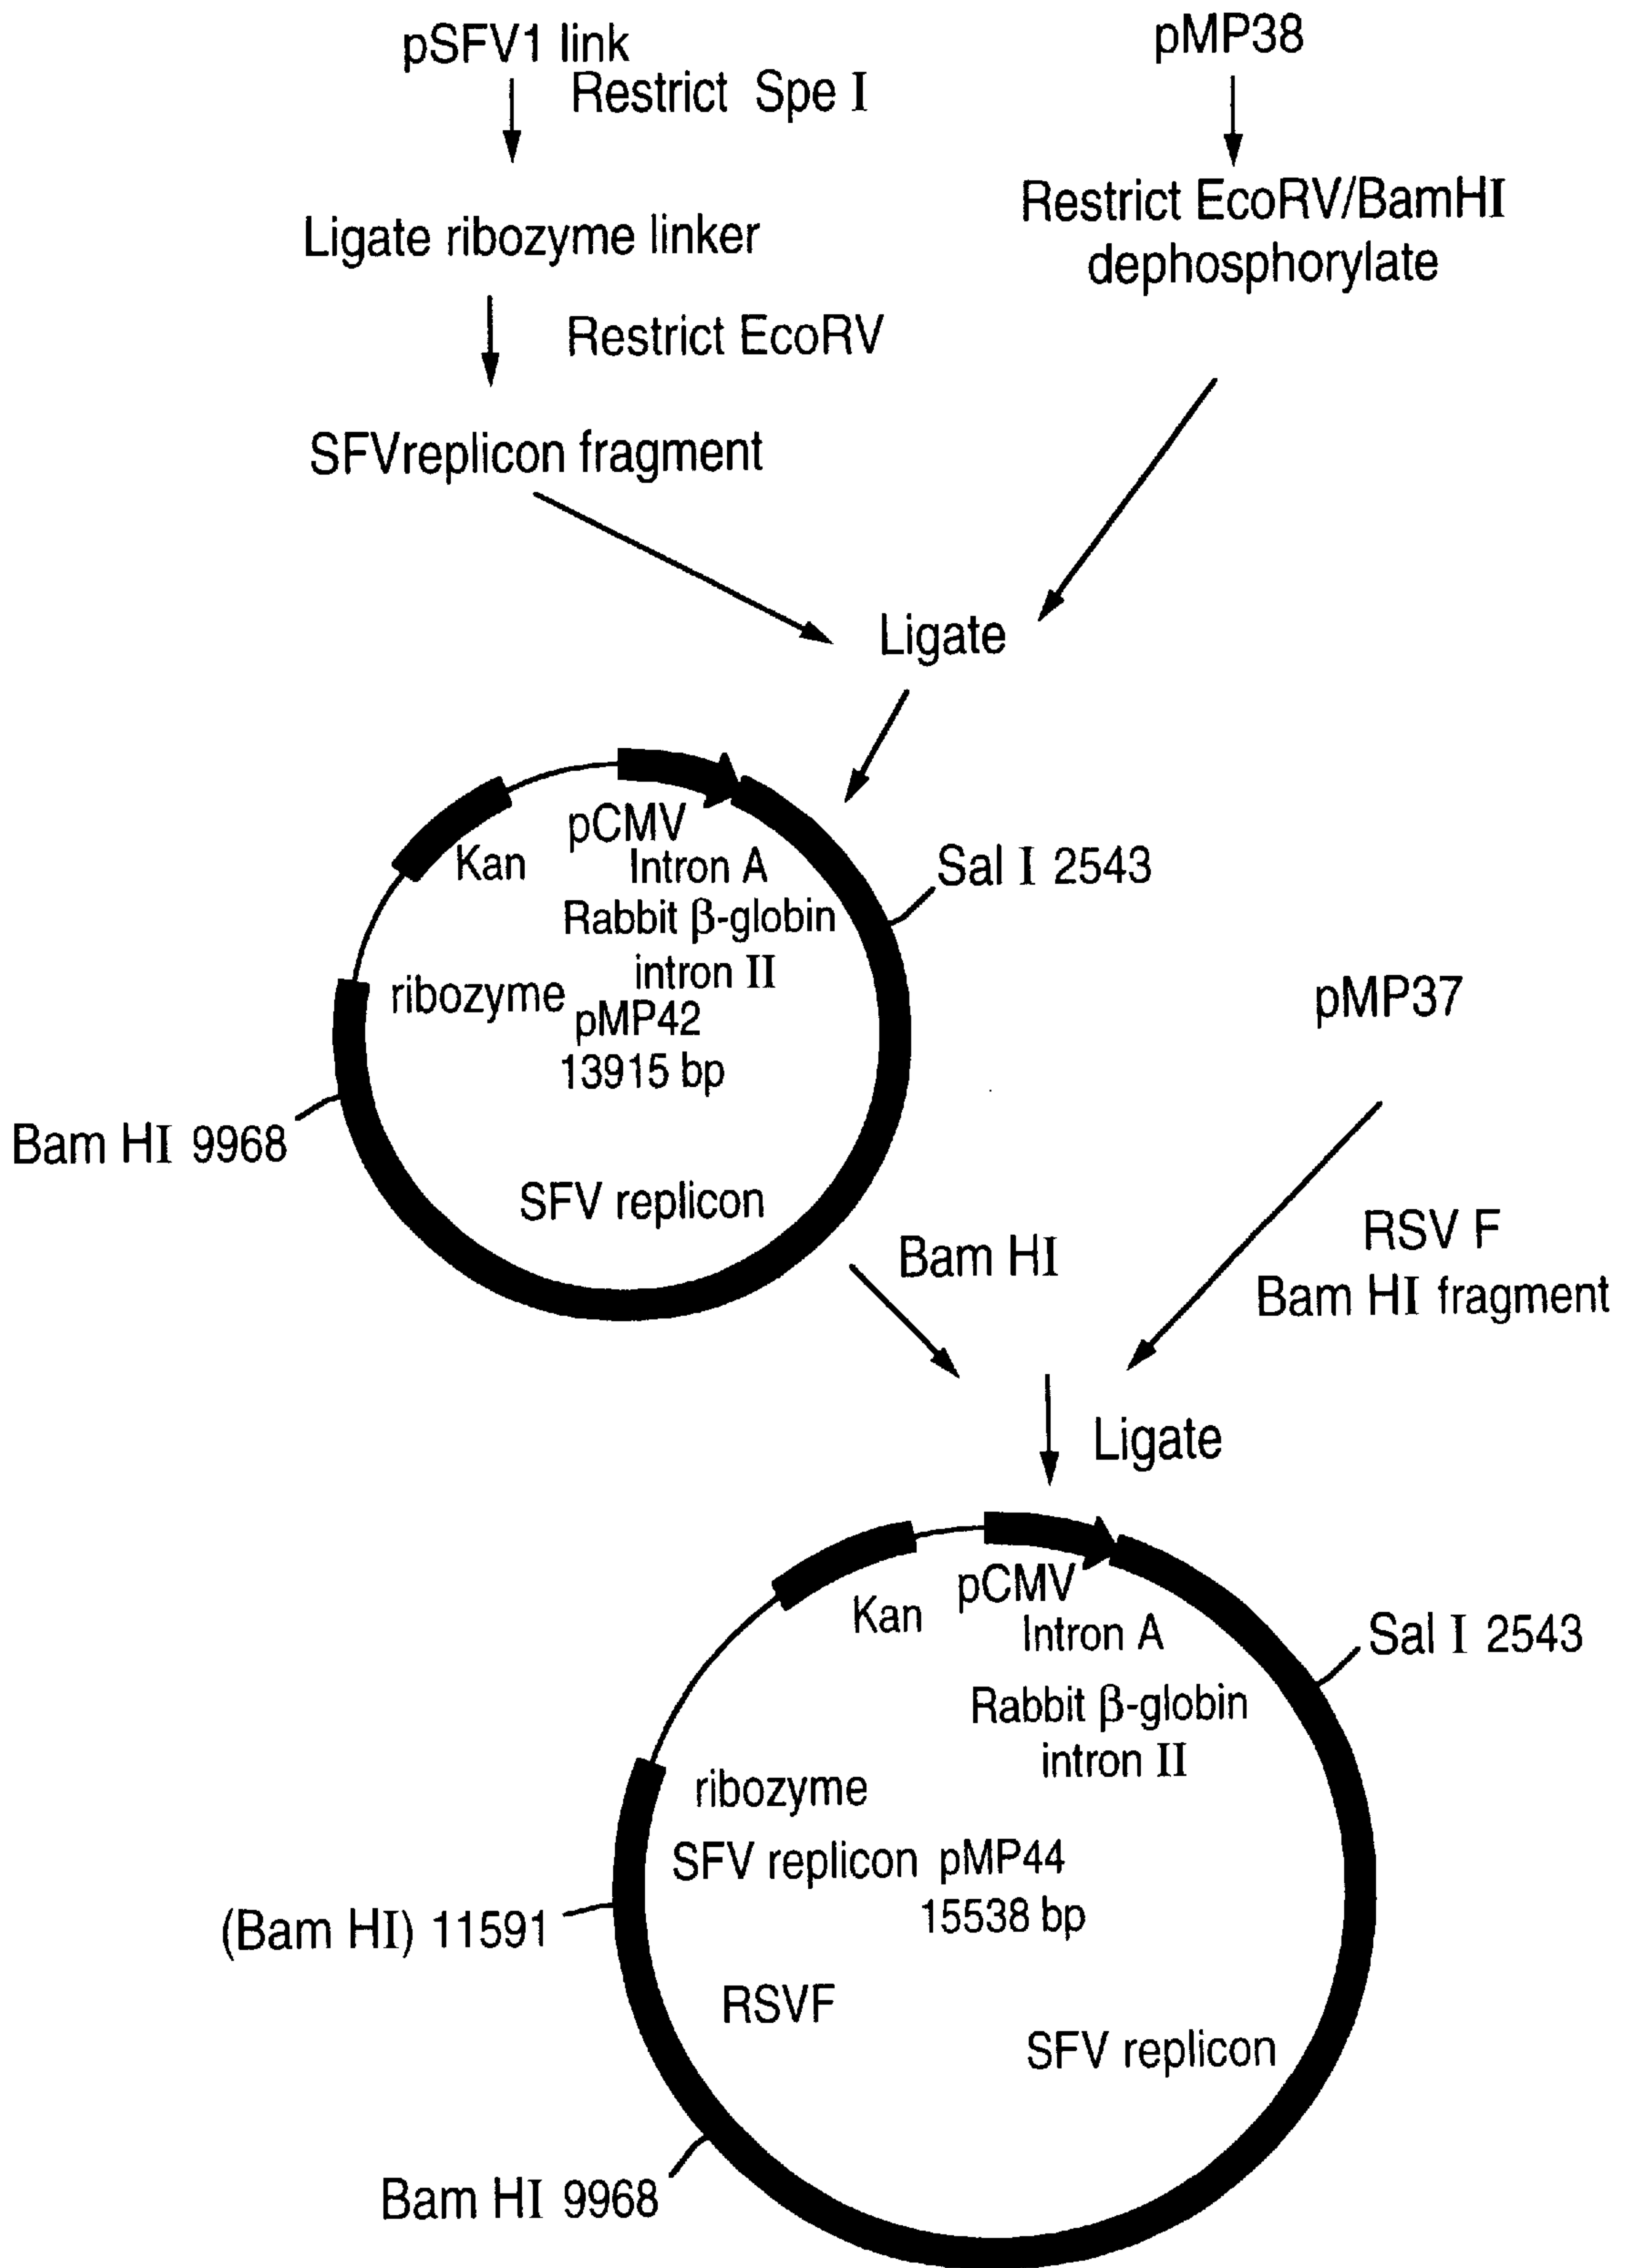 pSFV1 link
Restrict Spe I
Ligate ribozyme linker
Restrict EcoRV
SFVreplicon fragment
pMP38
Restrict EcoRV/BamHI
dephosphorylate
Ligate
pCMV
Kan
Intron A
Rabbit β-globin
intron II
Sal I 2543
ribozyme
pMP42
13915 bp
Bam HI 9968
SFV replicon
pMP37
Bam HI
RSV F
Bam HI fragment
Ligate
pCMV
Kan
Intron A
Sal I 2543
Rabbit β-globin
intron II
ribozyme
SFV replicon pMP44
15538 bp
(Bam HI) 11591
RSVF
SFV replicon
Bam HI 9968